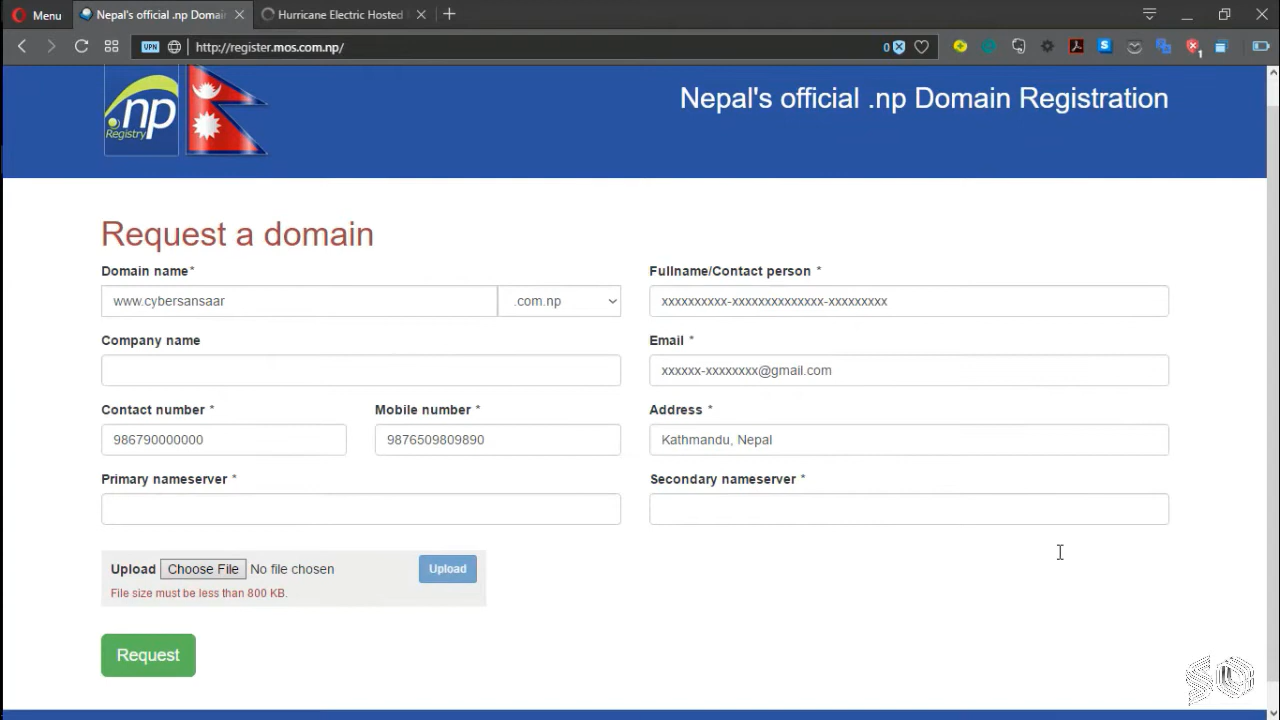 Menu
Nepal's official .np Domai
Hurricane Electric Hosted
VPN
http://register.mos.com.np/
0
1
.np
Registry
Nepal's official .np Domain Registration
Request a domain
Domain name*
Fullname/Contact person *
www.cybersansaar
.com.np
xxxxxxxxxx-xxxxxxxxxxxxxx-xxxxxxxxx
Company name
Email *
xxxxxx-xxxxxxxx@gmail.com
Contact number *
Mobile number *
Address *
986790000000
9876509809890
Kathmandu, Nepal
Primary nameserver *
Secondary nameserver *
Upload
Choose File
No file chosen
Upload
File size must be less than 800 KB.
Request